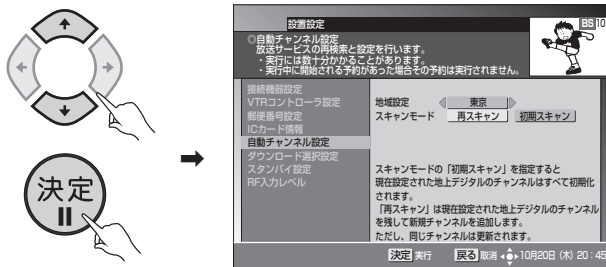 決定
設置設定
BS 10
◎自動チャンネル設定
放送サービスの再検索と設定を行います。
・実行には数十分かかることがあります。
・実行中に開始される予約があった場合その予約は実行されません。
接続機器設定
VTRコントローラ設定
郵便番号設定
ICカード情報
自動チャンネル設定
ダウンロード選択設定
スタンバイ設定
RF入力レベル
地域設定 東京
スキャンモード 再スキャン 初期スキャン
スキャンモードの「初期スキャン」を指定すると
現在設定された地上デジタルのチャンネルはすべて初期化
されます。
「再スキャン」は現在設定された地上デジタルのチャンネル
を残して新規チャンネルを追加します。
ただし、同じチャンネルは更新されます。
決定 実行 戻る 取消 10月20日 (木) 20:45